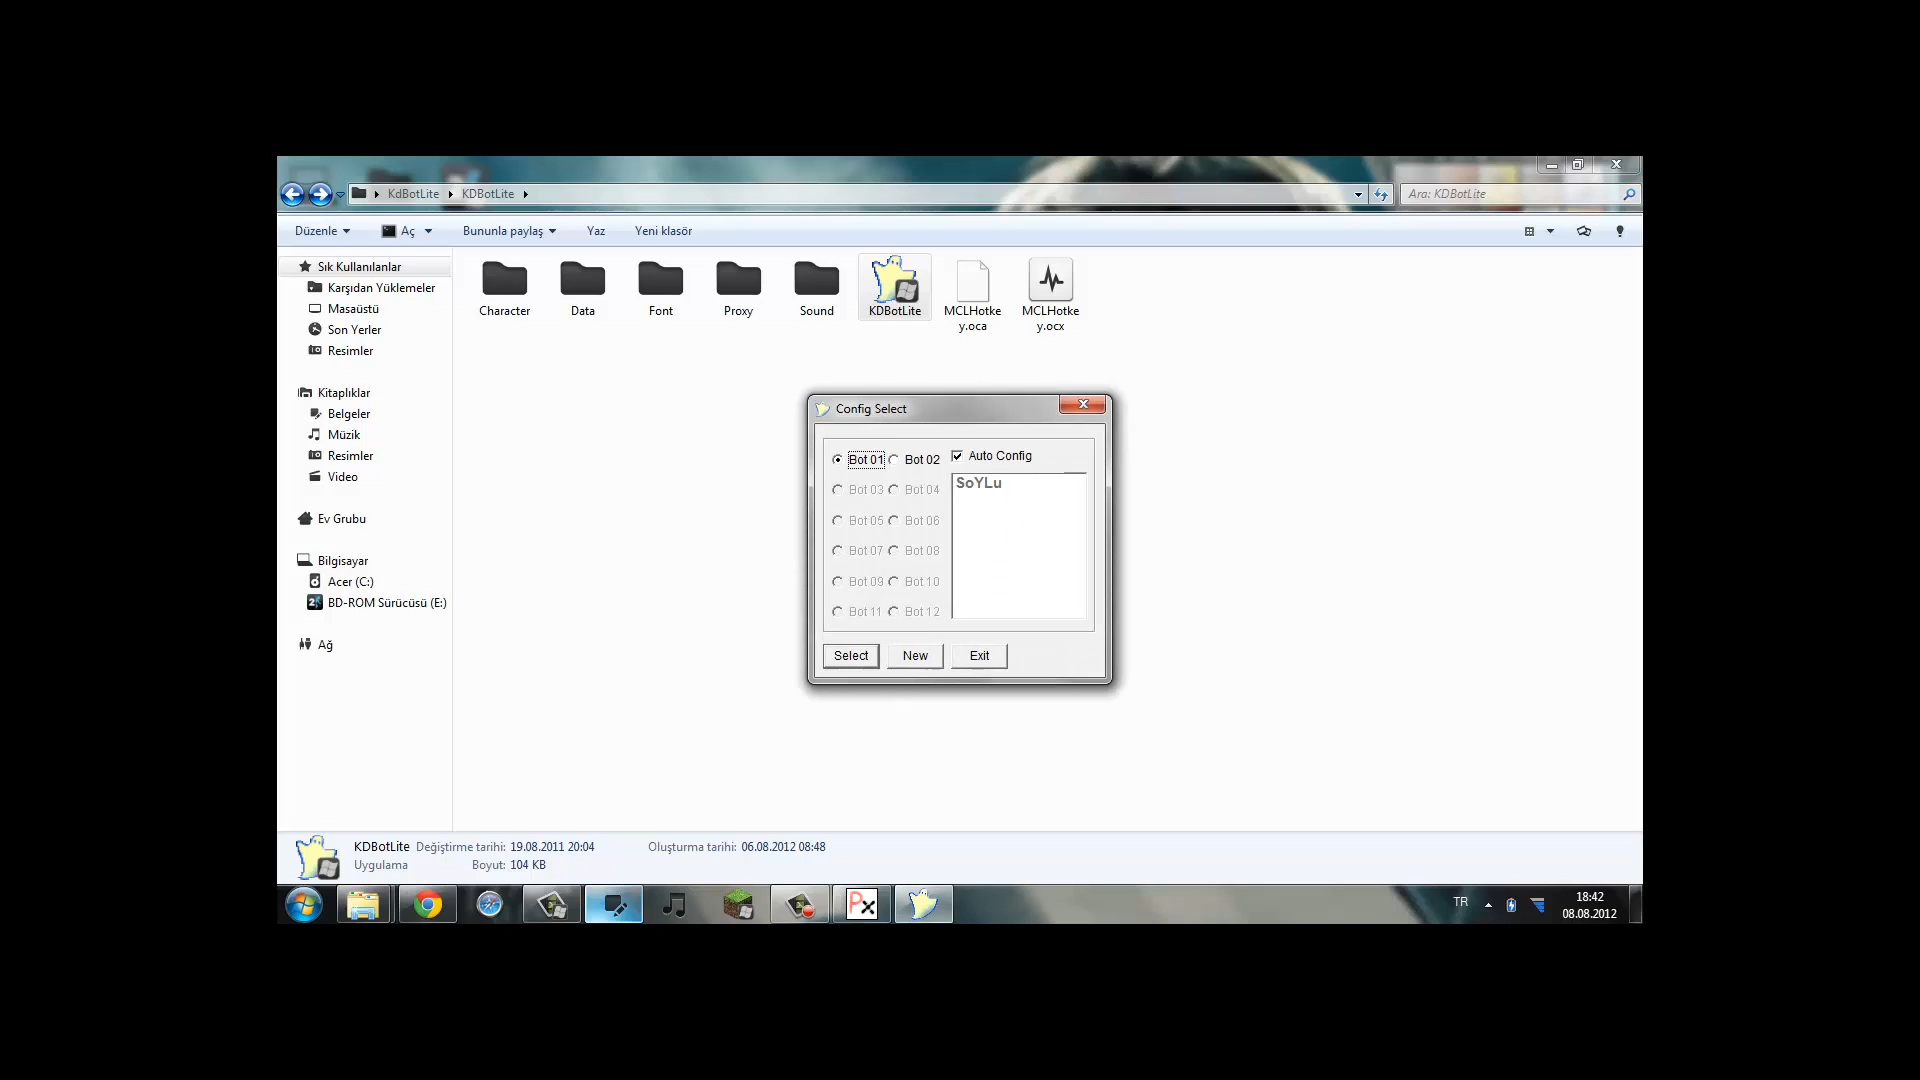 KdBotLite
KDBotLite
Ara: KDBotLite
Düzenle
Aç
Bununla paylaş
Yaz
Yeni klasör
Sık Kullanılanlar
Karşıdan Yüklemeler
Masaüstü
Son Yerler
Resimler
Kitaplıklar
Belgeler
Müzik
Resimler
Video
Ev Grubu
Bilgisayar
Acer (C:)
BD-ROM Sürücüsü (E:)
Ağ
Character
Data
Font
Proxy
Sound
KDBotLite
MCLHotke
y.oca
MCLHotke
y.ocx
Config Select
Bot 01
Bot 02
Auto Config
SoYLu
Bot 03
Bot 04
Bot 05
Bot 06
Bot 07
Bot 08
Bot 09
Bot 10
Bot 11
Bot 12
Select
New
Exit
KDBotLite Değiştirme tarihi: 19.08.2011 20:04 Oluşturma tarihi: 06.08.2012 08:48
Uygulama Boyut: 104 KB
Px
TR
18:42
08.08.2012